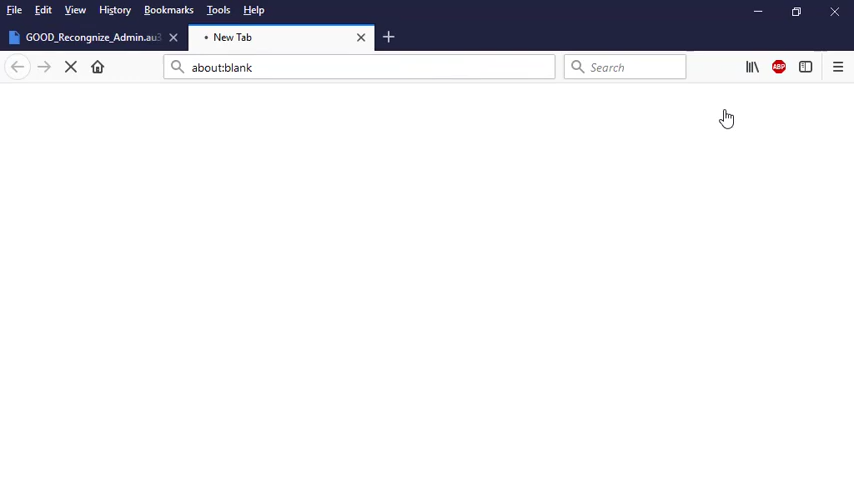 File Edit View History Bookmarks Tools Help
GOOD_Recongnize_Admin.au3
New Tab
about:blank
Search
ABP